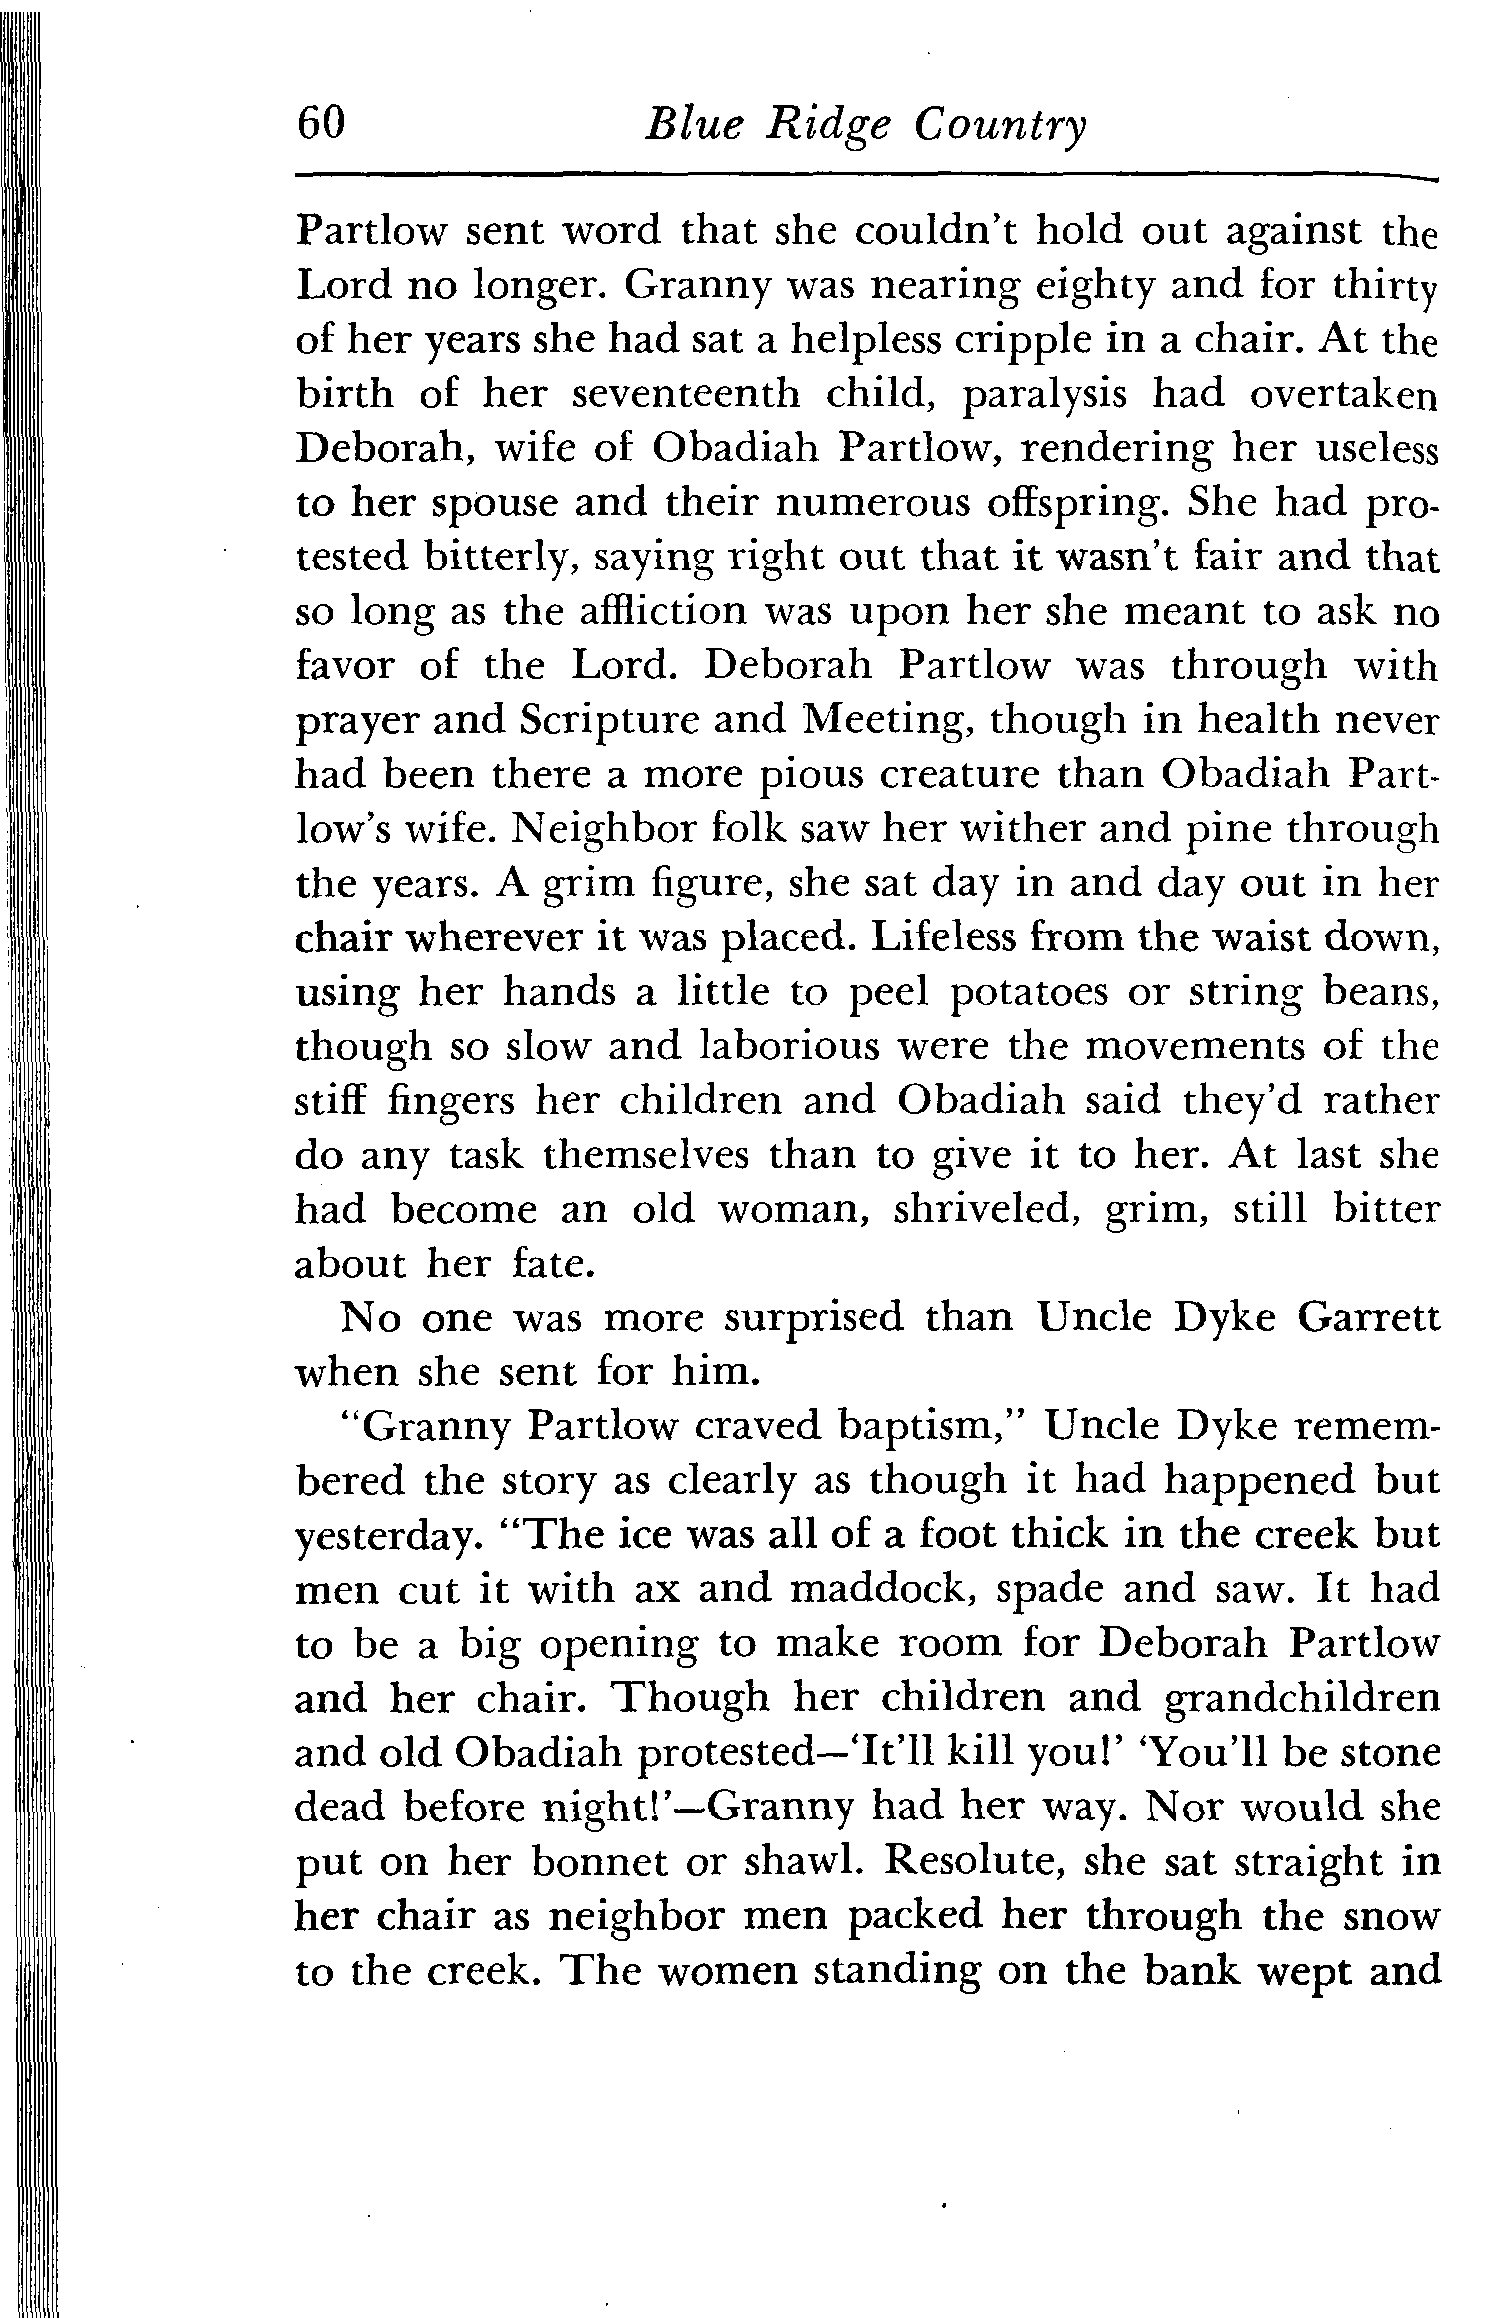 60 Blue Ridge Country
Partlow sent word that she couldn't hold out against the
Lord no longer. Granny was nearing eighty and for thirty
of her years she had sat a helpless cripple in a chair. At the
birth of her seventeenth child, paralysis had overtaken
Deborah, wife of Obadiah Partlow, rendering her useless
to her spouse and their numerous offspring. She had pro-
tested bitterly, saying right out that it wasn't fair and that
so long as the affliction was upon her she meant to ask no
favor of the Lord. Deborah Partlow was through with
prayer and Scripture and Meeting, though in health never
had been there a more pious creature than Obadiah Part-
low's wife. Neighbor folk saw her wither and pine through
the years. A grim figure, she sat day in and day out in her
chair wherever it was placed. Lifeless from the waist down,
using her hands a little to peel potatoes or string beans,
though so slow and laborious were the movements of the
stiff fingers her children and Obadiah said they'd rather
do any task themselves than to give it to her. At last she
had become an old woman, shriveled, grim, still bitter
about her fate.
No one was more surprised than Uncle Dyke Garrett
when she sent for him.
"Granny Partlow craved baptism," Uncle Dyke remem-
bered the story as clearly as though it had happened but
yesterday. "The ice was all of a foot thick in the creek but
men cut it with ax and maddock, spade and saw. It had
to be a big opening to make room for Deborah Partlow
and her chair. Though her children and grandchildren
and old Obadiah protested—'It'll kill you!' 'You'll be stone
dead before night!'—Granny had her way. Nor would she
put on her bonnet or shawl. Resolute, she sat straight in
her chair as neighbor men packed her through the snow
to the creek. The women standing on the bank wept and